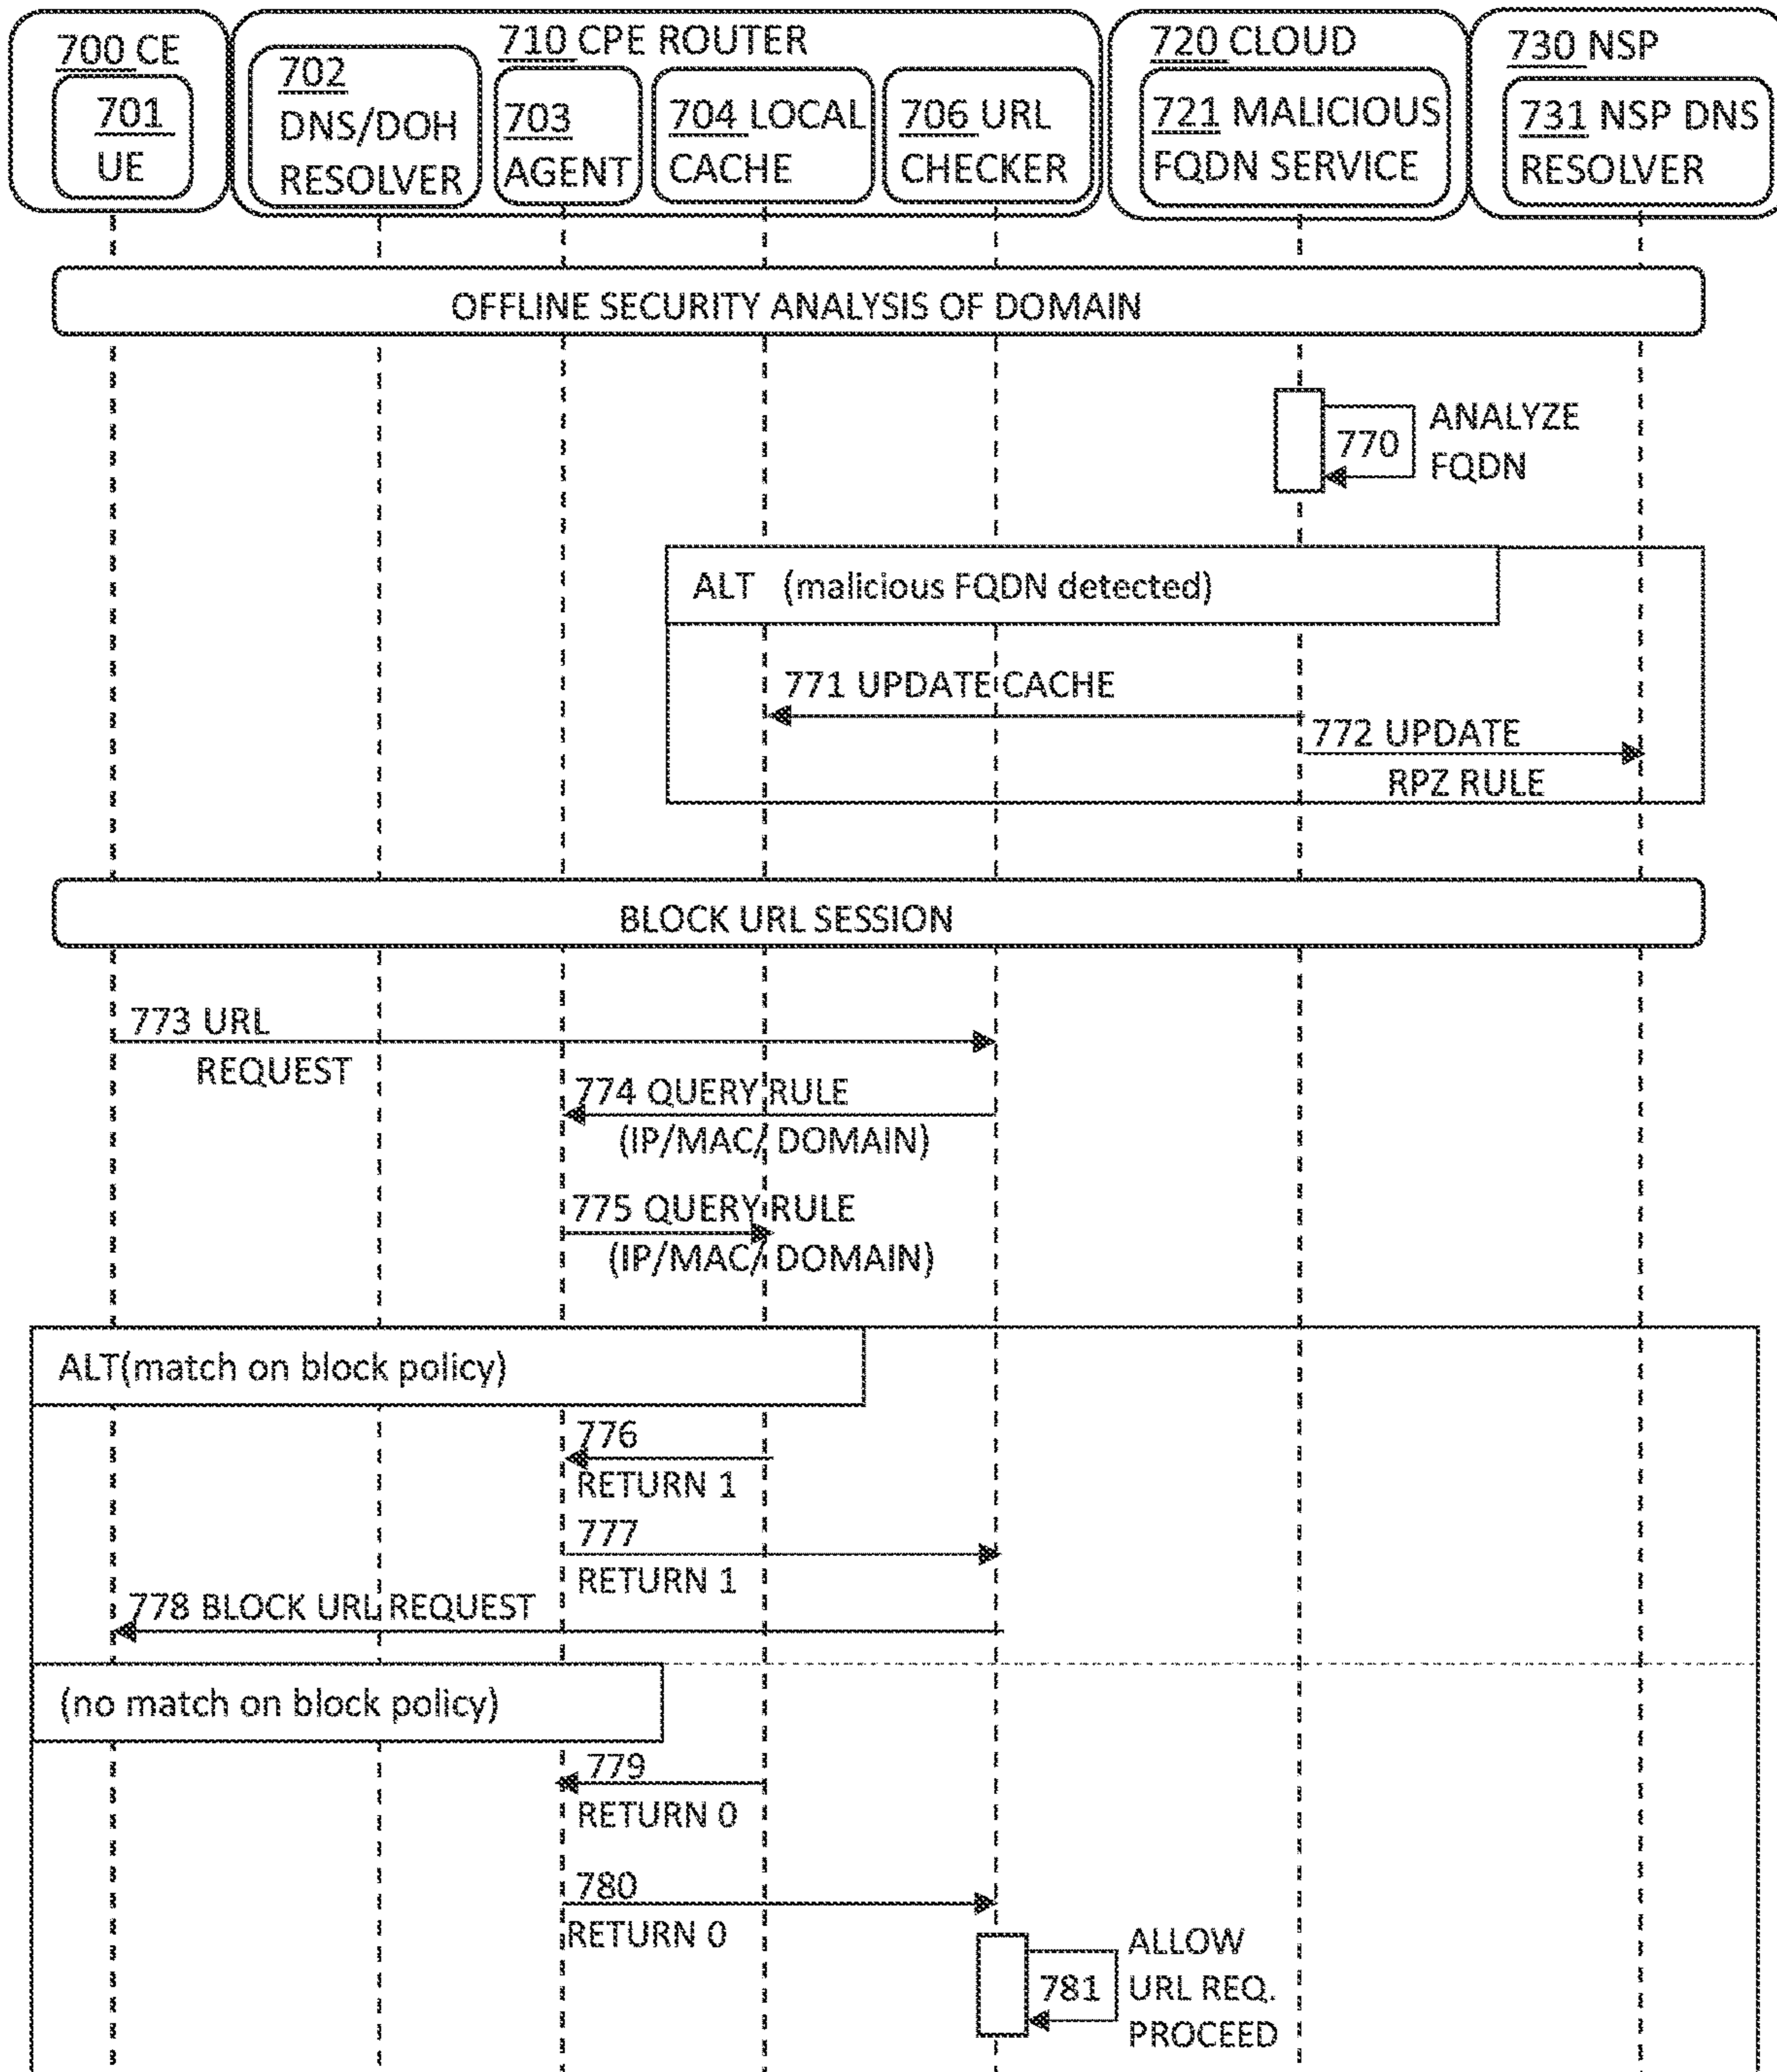 700 CE
701
UE
710 CPE ROUTER
702
DNS/DOH
RESOLVER
703
AGENT
704 LOCAL
CACHE
706 URL
CHECKER
720 CLOUD
721 MALICIOUS
FQDN SERVICE
730 NSP
731 NSP DNS
RESOLVER
OFFLINE SECURITY ANALYSIS OF DOMAIN
770
ANALYZE
FQDN
ALT (malicious FQDN detected)
771 UPDATE CACHE
772 UPDATE
RPZ RULE
BLOCK URL SESSION
773 URL
REQUEST
774 QUERY RULE
(IP/MAC/ DOMAIN)
775 QUERY RULE
(IP/MAC/ DOMAIN)
ALT(match on block policy)
776
RETURN 1
777
RETURN 1
778 BLOCK URL REQUEST
(no match on block policy)
779
RETURN 0
780
RETURN 0
781
ALLOW
URL REQ.
PROCEED